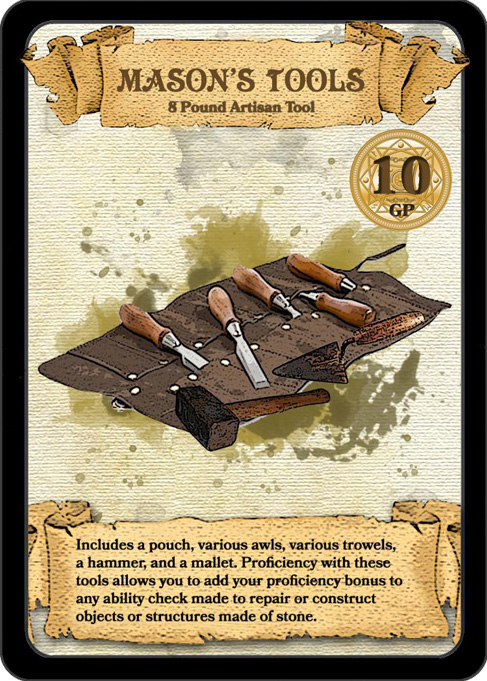 MASON'S TOOLS
8 Pound Artisan Tool
10
GP
Includes a pouch, various awls, various trowels,
a hammer, and a mallet. Proficiency with these
tools allows you to add your proficiency bonus to
any ability check made to repair or construct
objects or structures made of stone.